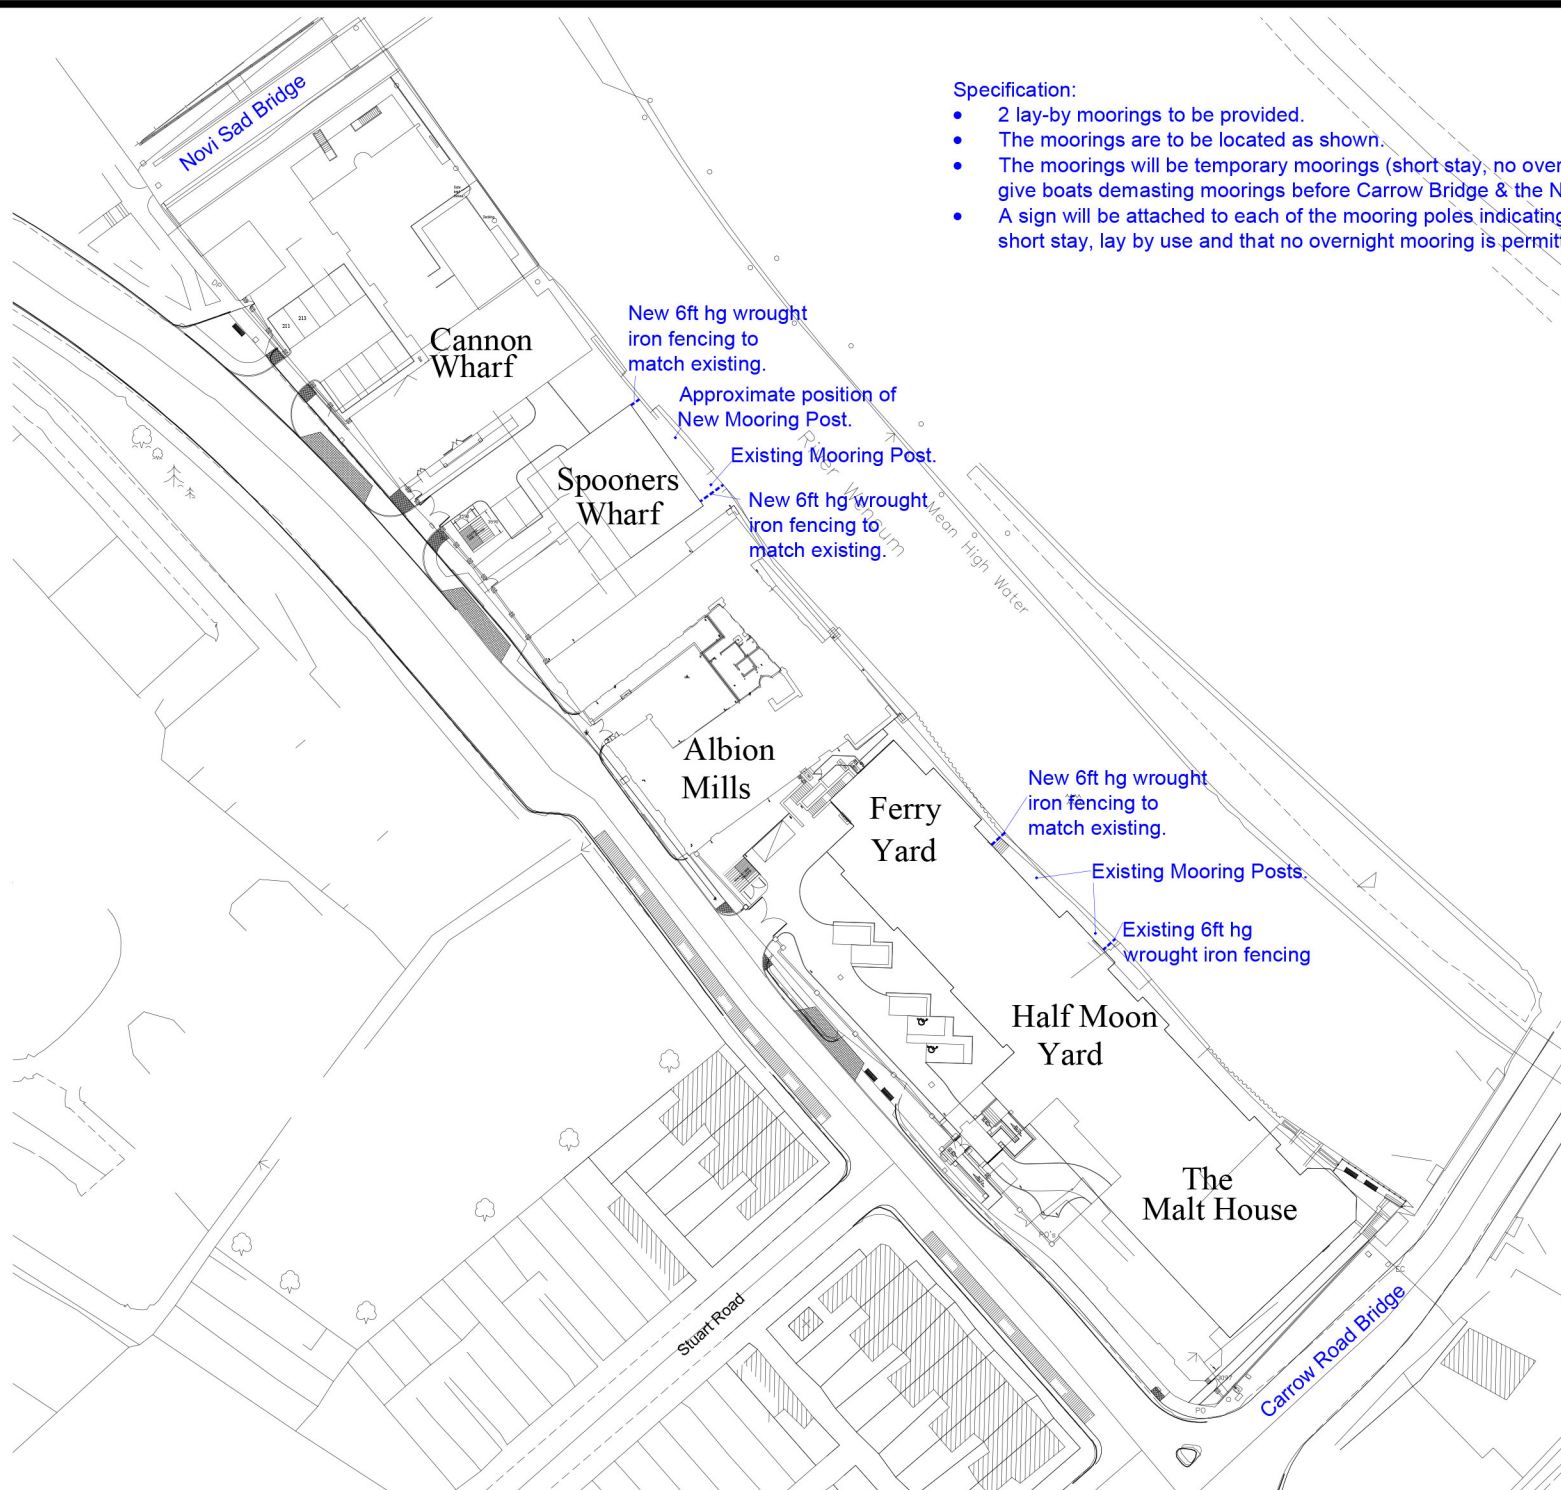 Novi Sad Bridge
Specification:
• 2 lay-by moorings to be provided.
• The moorings are to be located as shown.
• The moorings will be temporary moorings (short stay, no over
give boats demasting moorings before Carrow Bridge & the N
• A sign will be attached to each of the mooring poles indicating
short stay, lay by use and that no overnight mooring is permit
DP
211
213
Cannon
Wharf
New 6ft hg wrought
iron fencing to
match existing.
Approximate position of
New Mooring Post.
Existing Mooring Post.
New 6ft hg wrought
iron fencing to
match existing.
River Wensum
Mean High Water
Spooners
Wharf
Albion
Mills
Ferry
Yard
New 6ft hg wrought
iron fencing to
match existing.
Existing Mooring Posts.
Existing 6ft hg
wrought iron fencing
Half Moon
Yard
The
Malt House
PO's
EC
Stuart Road
Carrow Road Bridge
PO